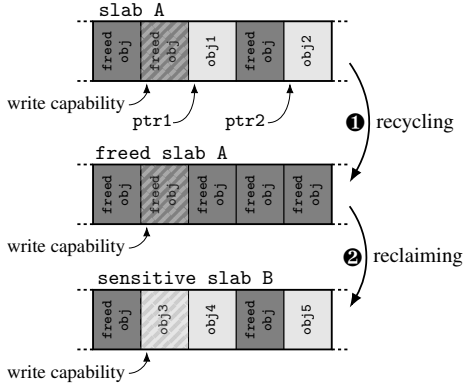 slab A
freed obj
freed obj
obj1
freed obj
obj2
write capability
ptr1
ptr2
❶ recycling
freed slab A
freed obj
freed obj
freed obj
freed obj
freed obj
write capability
❷ reclaiming
sensitive slab B
freed obj
obj3
obj4
freed obj
obj5
write capability